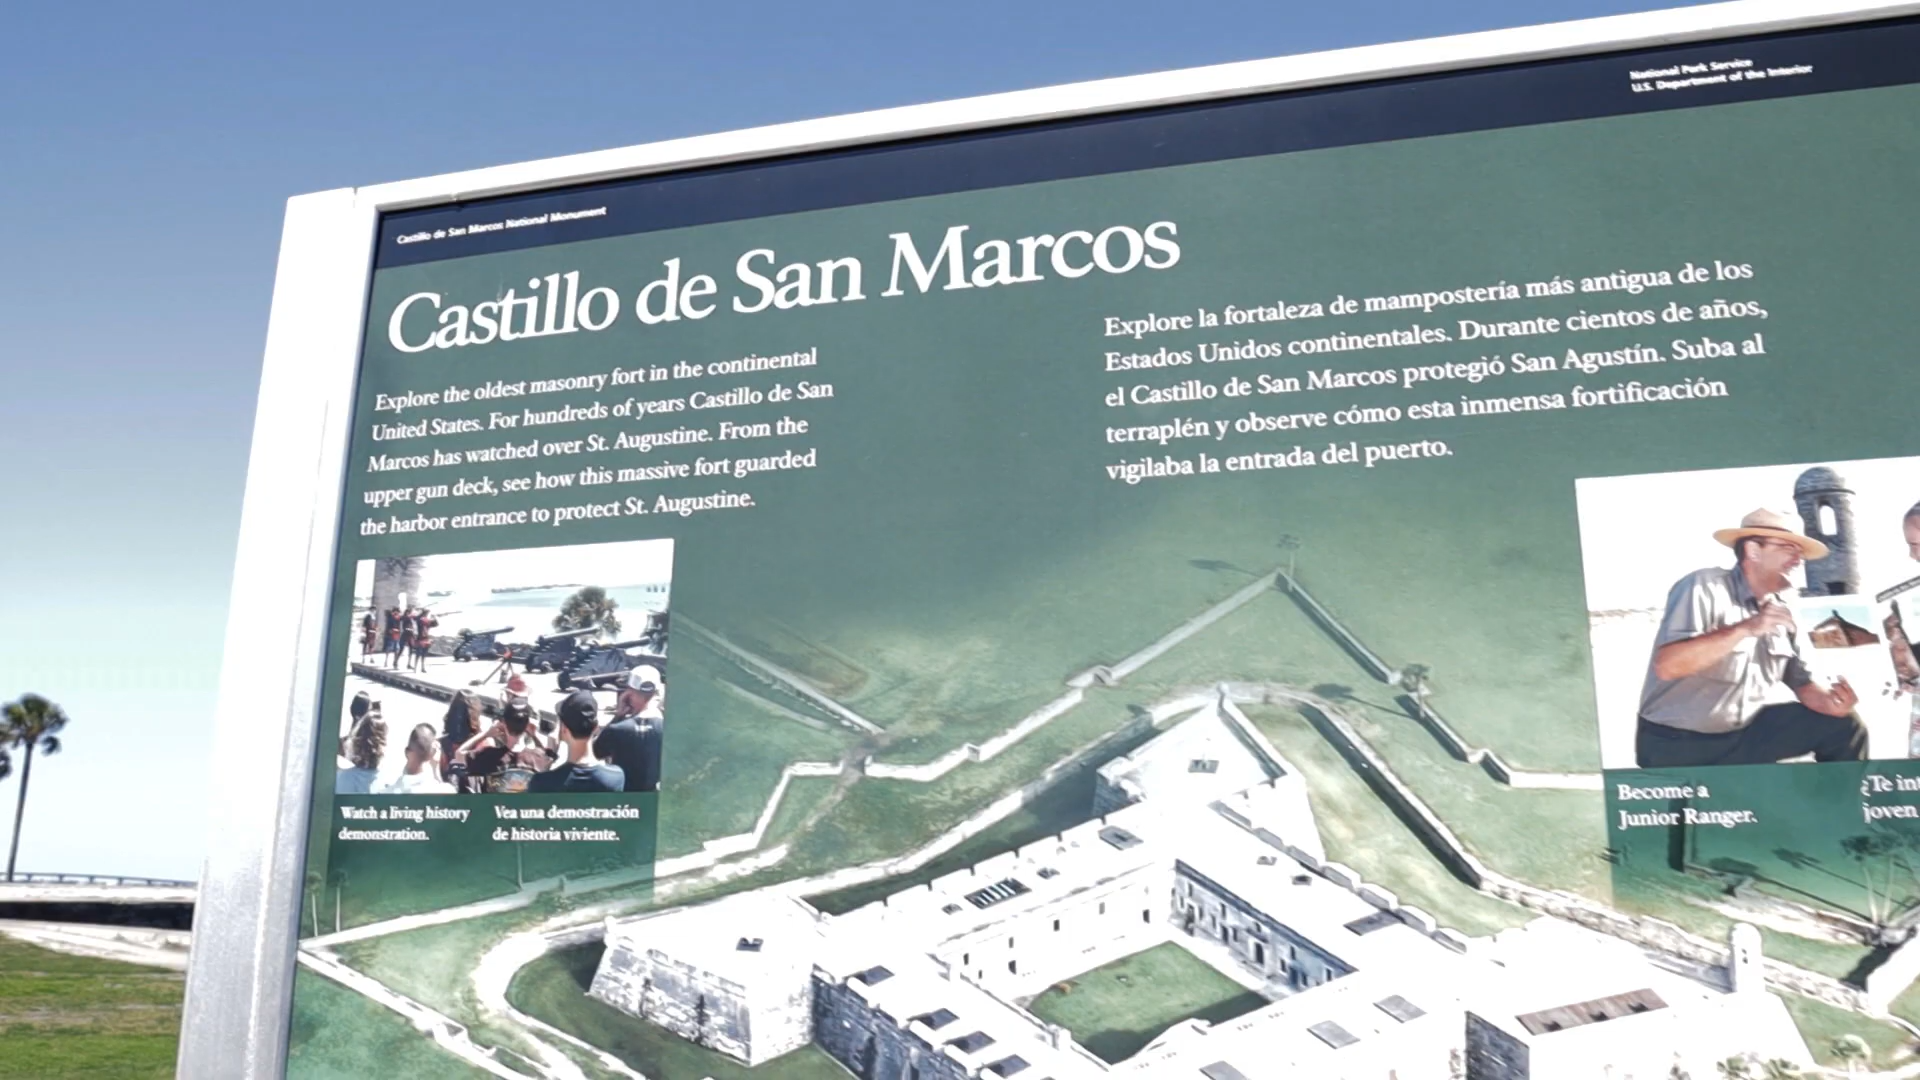 National Park Service
U.S. Department of the Interior
Castillo de San Marcos National Monument
Castillo de San Marcos
Explore the oldest masonry fort in the continental
United States. For hundreds of years Castillo de San
Marcos has watched over St. Augustine. From the
upper gun deck, see how this massive fort guarded
the harbor entrance to protect St. Augustine.
Explore la fortaleza de mampostería más antigua de los
Estados Unidos continentales. Durante cientos de años,
el Castillo de San Marcos protegió San Agustín. Suba al
terraplén y observe cómo esta inmensa fortificación
vigilaba la entrada del puerto.
Watch a living history
demonstration.
Vea una demostración
de historia viviente.
Become a
Junior Ranger.
¿Te
joven